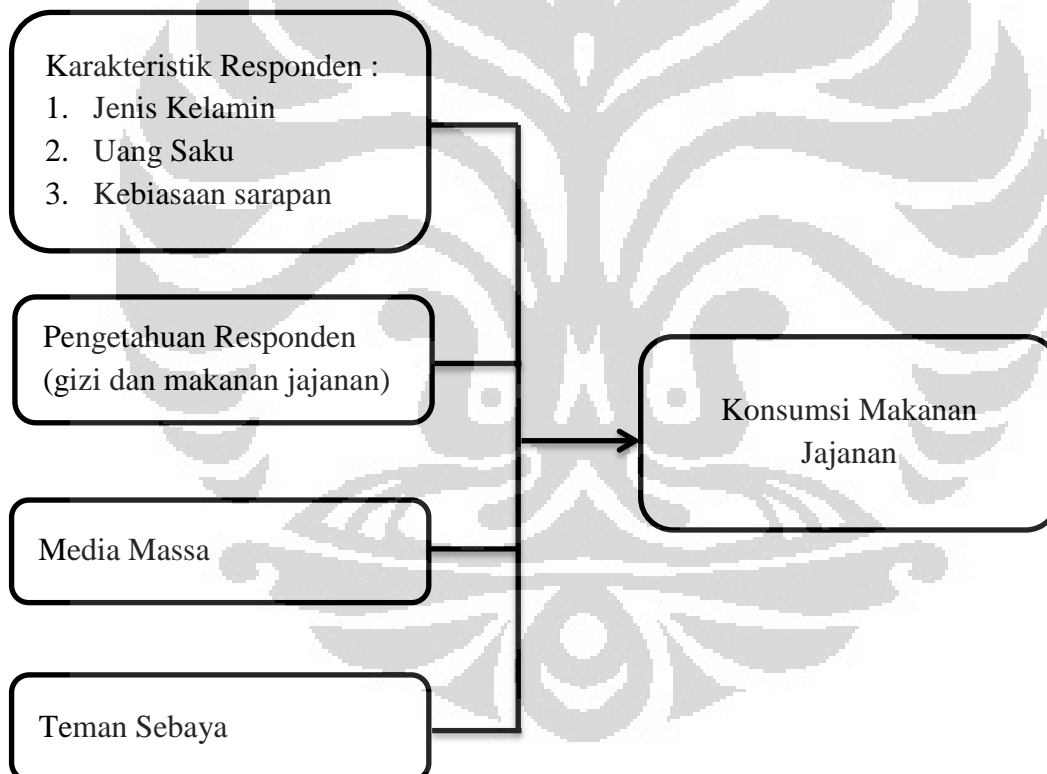 Karakteristik Responden :
1. Jenis Kelamin
2. Uang Saku
3. Kebiasaan sarapan
Pengetahuan Responden
(gizi dan makanan jajanan)
Konsumsi Makanan
Jajanan
Media Massa
Teman Sebaya